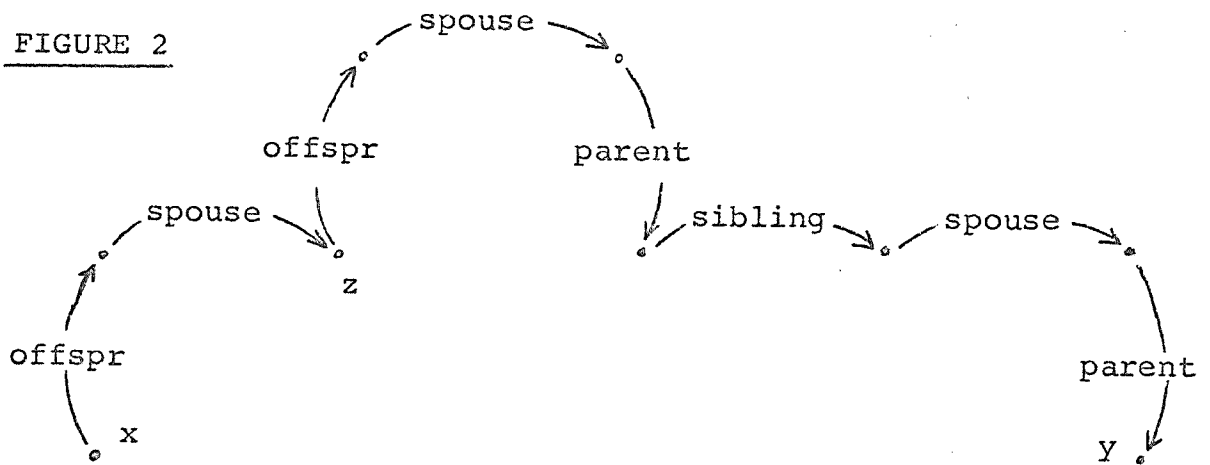 FIGURE 2
spouse
offspr
parent
spouse
sibling
spouse
z
offspr
parent
x
y